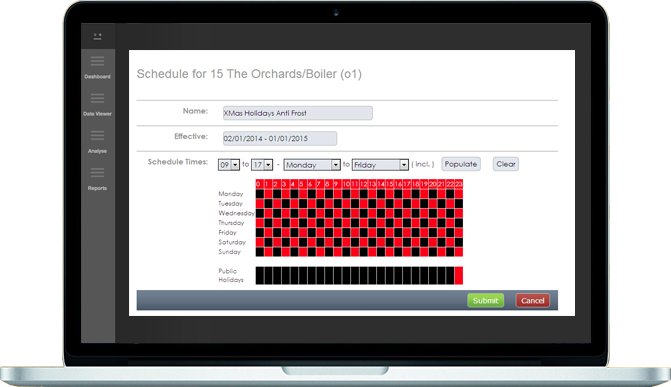 Dashboard
Data Viewer
Analyse
Reports
Schedule for 15 The Orchards/Boiler (o1)
Name: XMas Holidays Anti Frost
Effective: 02/01/2014 - 01/01/2015
Schedule Times: 09 to 17 - Monday to Friday ( incl. ) Populate Clear
0 1 2 3 4 5 6 7 8 9 10 11 12 13 14 15 16 17 18 19 20 21 22 23
Monday
Tuesday
Wednesday
Thursday
Friday
Saturday
Sunday
Public
Holidays
Submit Cancel